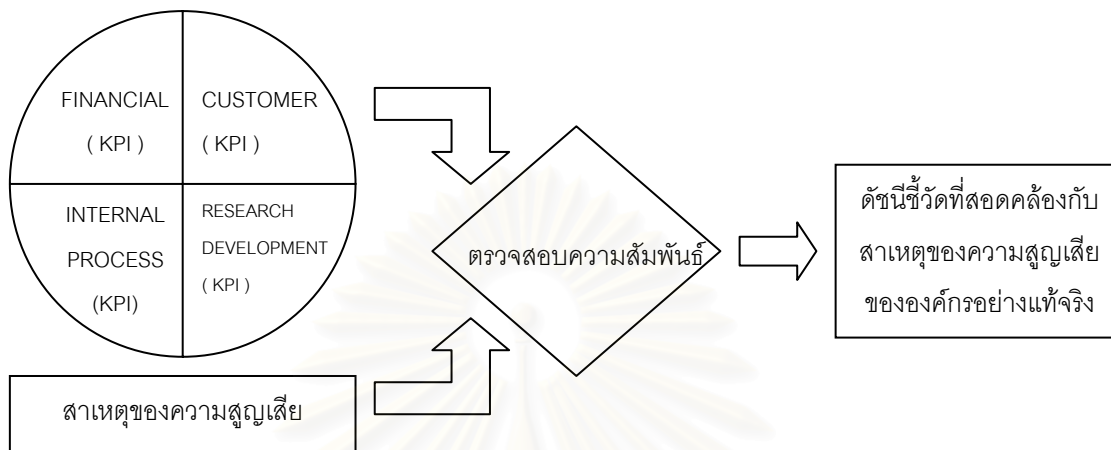 FINANCIAL
( KPI )
CUSTOMER
( KPI )
INTERNAL
PROCESS
(KPI)
RESEARCH
DEVELOPMENT
( KPI )
สาเหตุของความสูญเสีย
ตรวจสอบความสัมพันธ์
ดัชนีชี้วัดที่สอดคล้องกับ
สาเหตุของความสูญเสีย
ขององค์กรอย่างแท้จริง